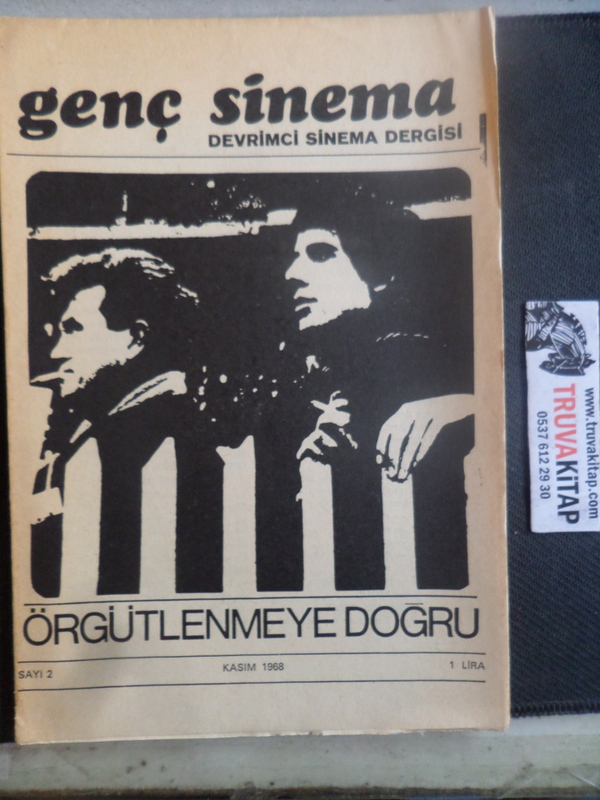 genç sinema
DEVRİMCİ SİNEMA DERGİSİ
ÖRGÜTLENMEYE DOĞRU
SAYI 2 KASIM 1968 1 LİRA
www.truvakitap.com
TRUVAKİTAP
0537 612 29 30